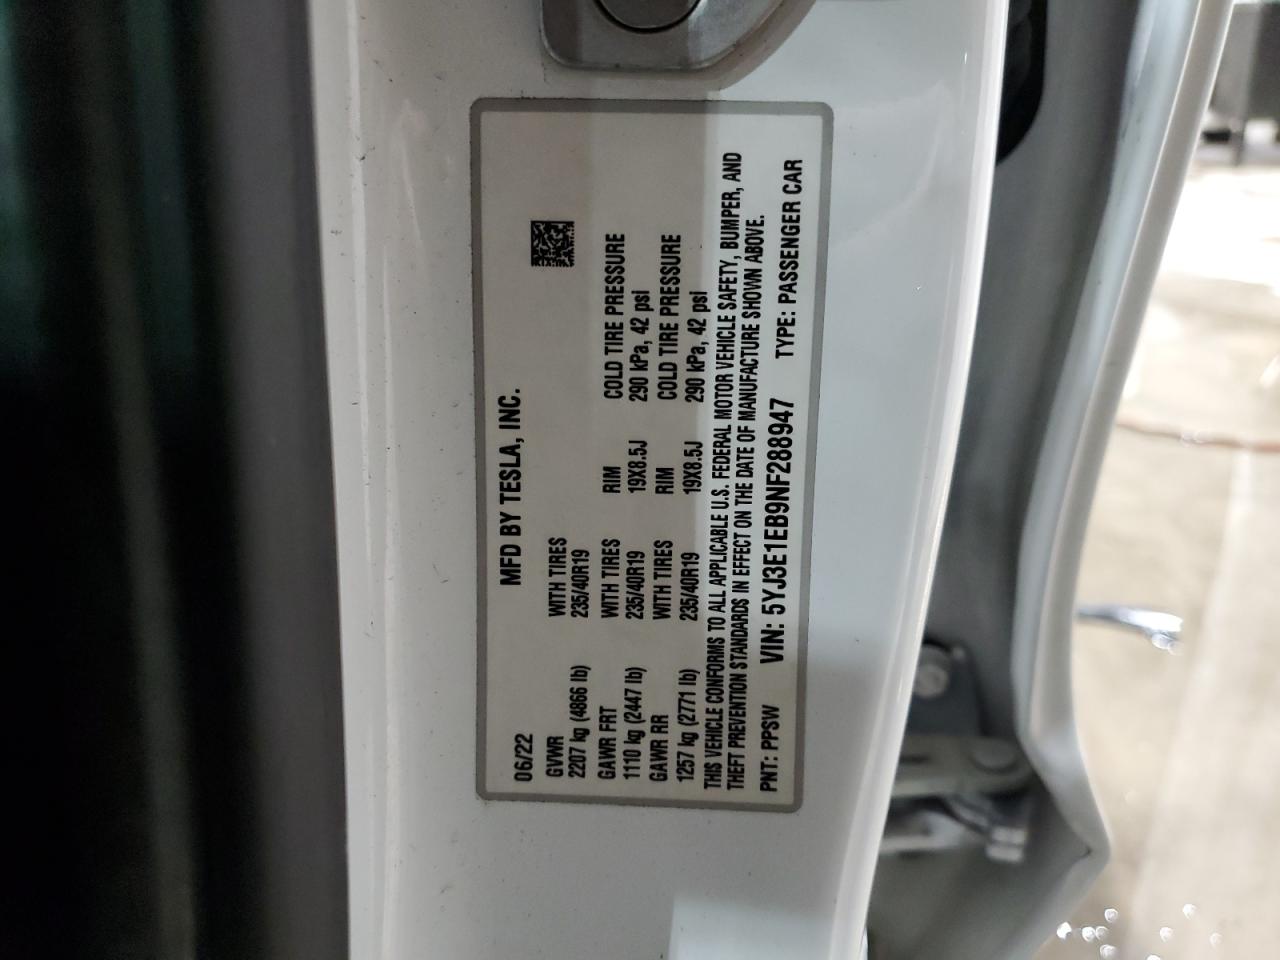 06/22 MFD BY TESLA, INC.
GVWR WITH TIRES
2207 kg (4866 lb) 235/40R19
GAWR FRT WITH TIRES RIM COLD TIRE PRESSURE
1110 kg (2447 lb) 235/40R19 19X8.5J 290 kPa, 42 psi
GAWR RR WITH TIRES RIM COLD TIRE PRESSURE
1257 kg (2771 lb) 235/40R19 19X8.5J 290 kPa, 42 psi
THIS VEHICLE CONFORMS TO ALL APPLICABLE U.S. FEDERAL MOTOR VEHICLE SAFETY, BUMPER, AND
THEFT PREVENTION STANDARDS IN EFFECT ON THE DATE OF MANUFACTURE SHOWN ABOVE.
PNT: PPSW VIN: 5YJ3E1EB9NF288947 TYPE: PASSENGER CAR